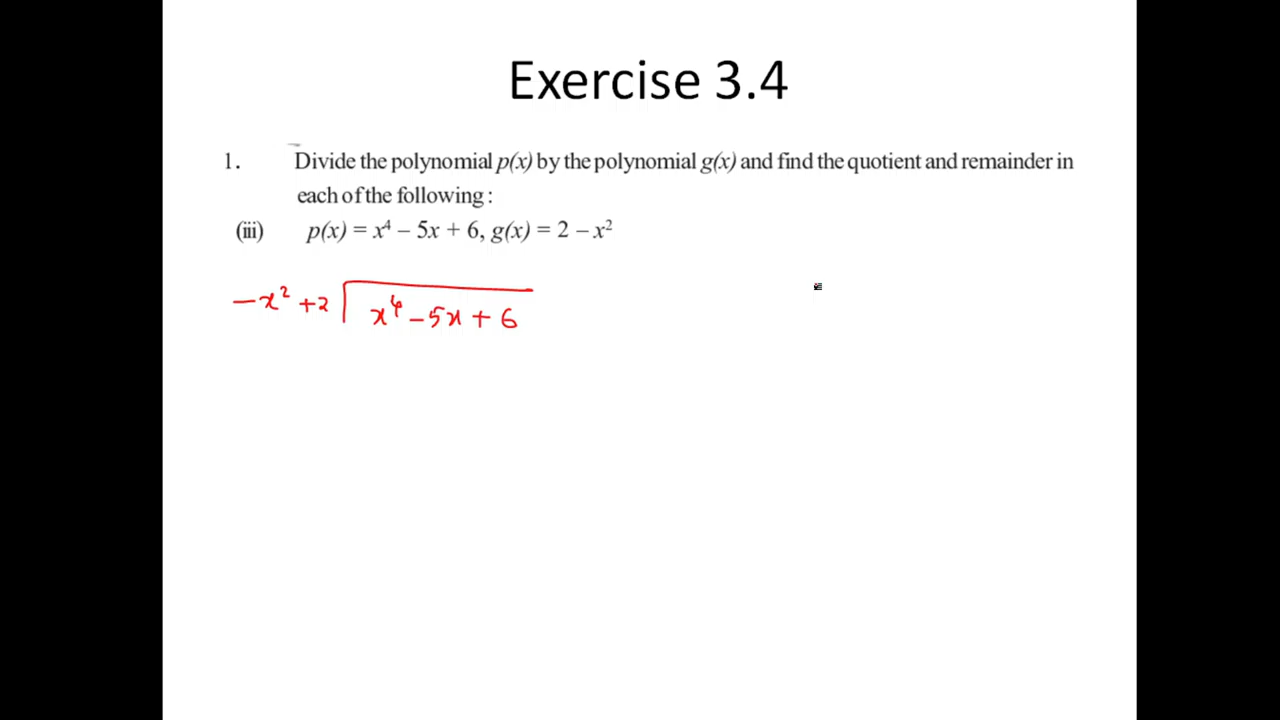 Exercise 3.4
1. Divide the polynomial p(x) by the polynomial g(x) and find the quotient and remainder in
each of the following :
(iii) p(x) = x⁴ – 5x + 6, g(x) = 2 – x²
−x² +2 x⁴ −5x + 6